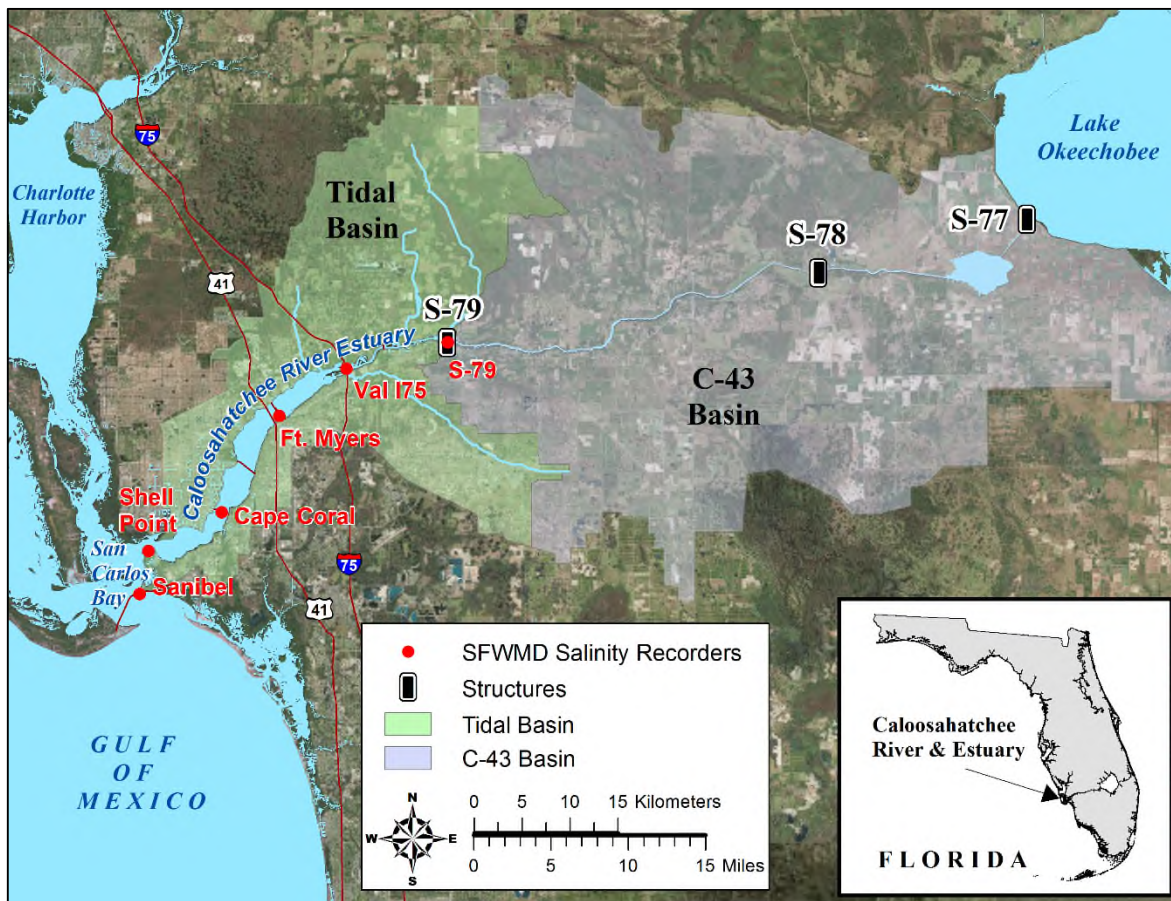 75
Lake
Okeechobee
Charlotte
Harbor
Tidal
Basin
S-77
S-78
41
S-79
S-79
Caloosahatchee River Estuary
Val I75
C-43
Basin
Ft. Myers
Shell
Point
Cape Coral
San
Carlos
Bay
Sanibel
75
41
GULF
OF
MEXICO
SFWMD Salinity Recorders
Structures
Tidal Basin
C-43 Basin
N
W E
S
0 5 10 15 Kilometers
0 5 10 15 Miles
Caloosahatchee
River & Estuary
FLORIDA